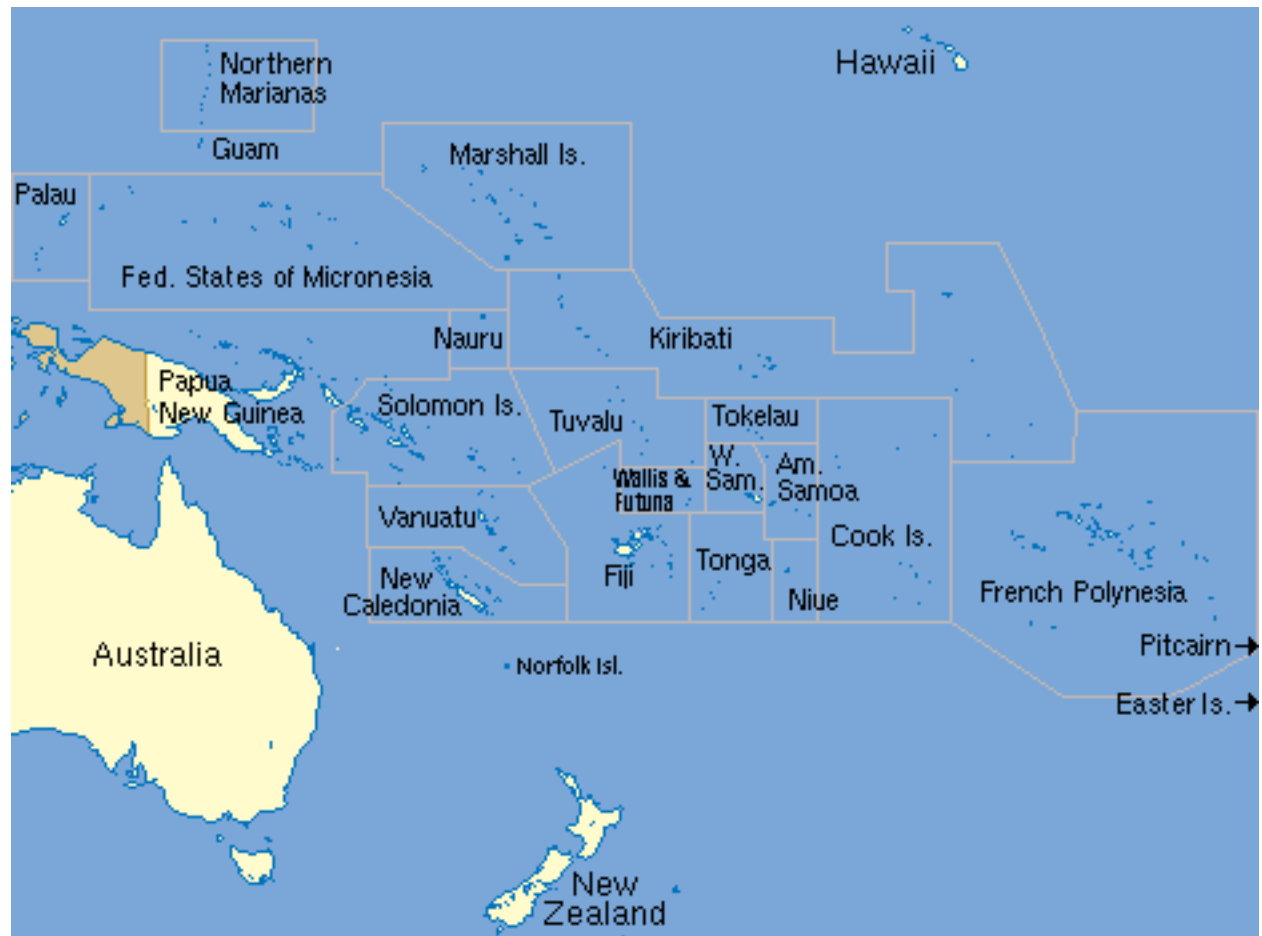 Hawaii
Northern
Marianas
Guam
Marshall Is.
Palau
Fed. States of Micronesia
Nauru
Kiribati
Papua
New Guinea
Solomon Is.
Tuvalu
Tokelau
W.
Sam.
Am.
Samoa
Wallis &
Futuna
Vanuatu
Cook Is.
Fiji
Tonga
New
Caledonia
Niue
French Polynesia
Australia
Norfolk Isl.
Pitcairn
Easter Is.
New
Zealand